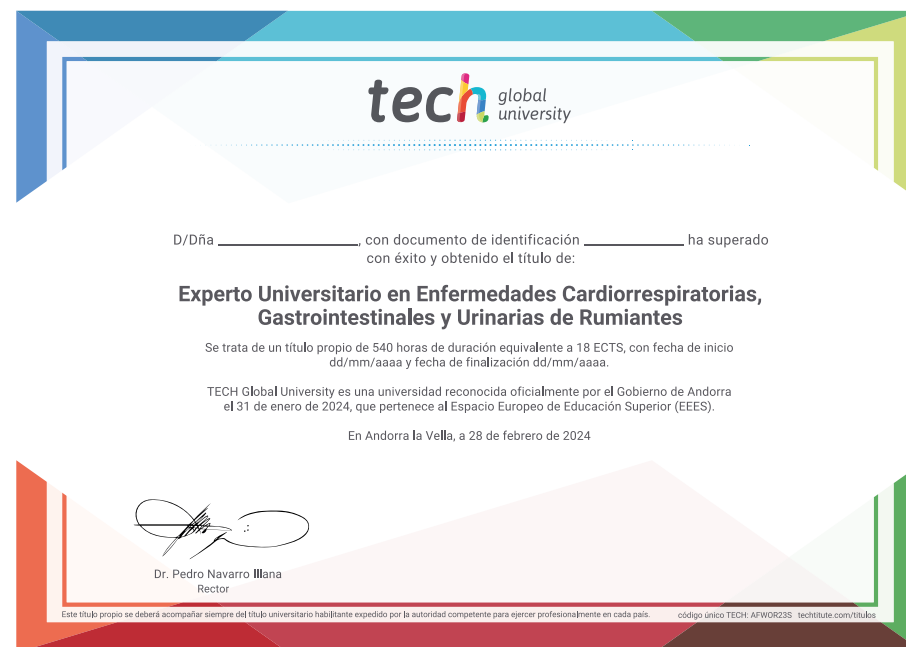 tech global university
D/Dña ______________, con documento de identificación __________ ha superado
con éxito y obtenido el título de:
Experto Universitario en Enfermedades Cardiorrespiratorias,
Gastrointestinales y Urinarias de Rumiantes
Se trata de un título propio de 540 horas de duración equivalente a 18 ECTS, con fecha de inicio
dd/mm/aaaa y fecha de finalización dd/mm/aaaa.
TECH Global University es una universidad reconocida oficialmente por el Gobierno de Andorra
el 31 de enero de 2024, que pertenece al Espacio Europeo de Educación Superior (EEES).
En Andorra la Vella, a 28 de febrero de 2024
Dr. Pedro Navarro Illana
Rector
Este título propio se deberá acompañar siempre del título universitario habilitante expedido por la autoridad competente para ejercer profesionalmente en cada país. código único TECH: AFWOR23S techtitute.com/titulos